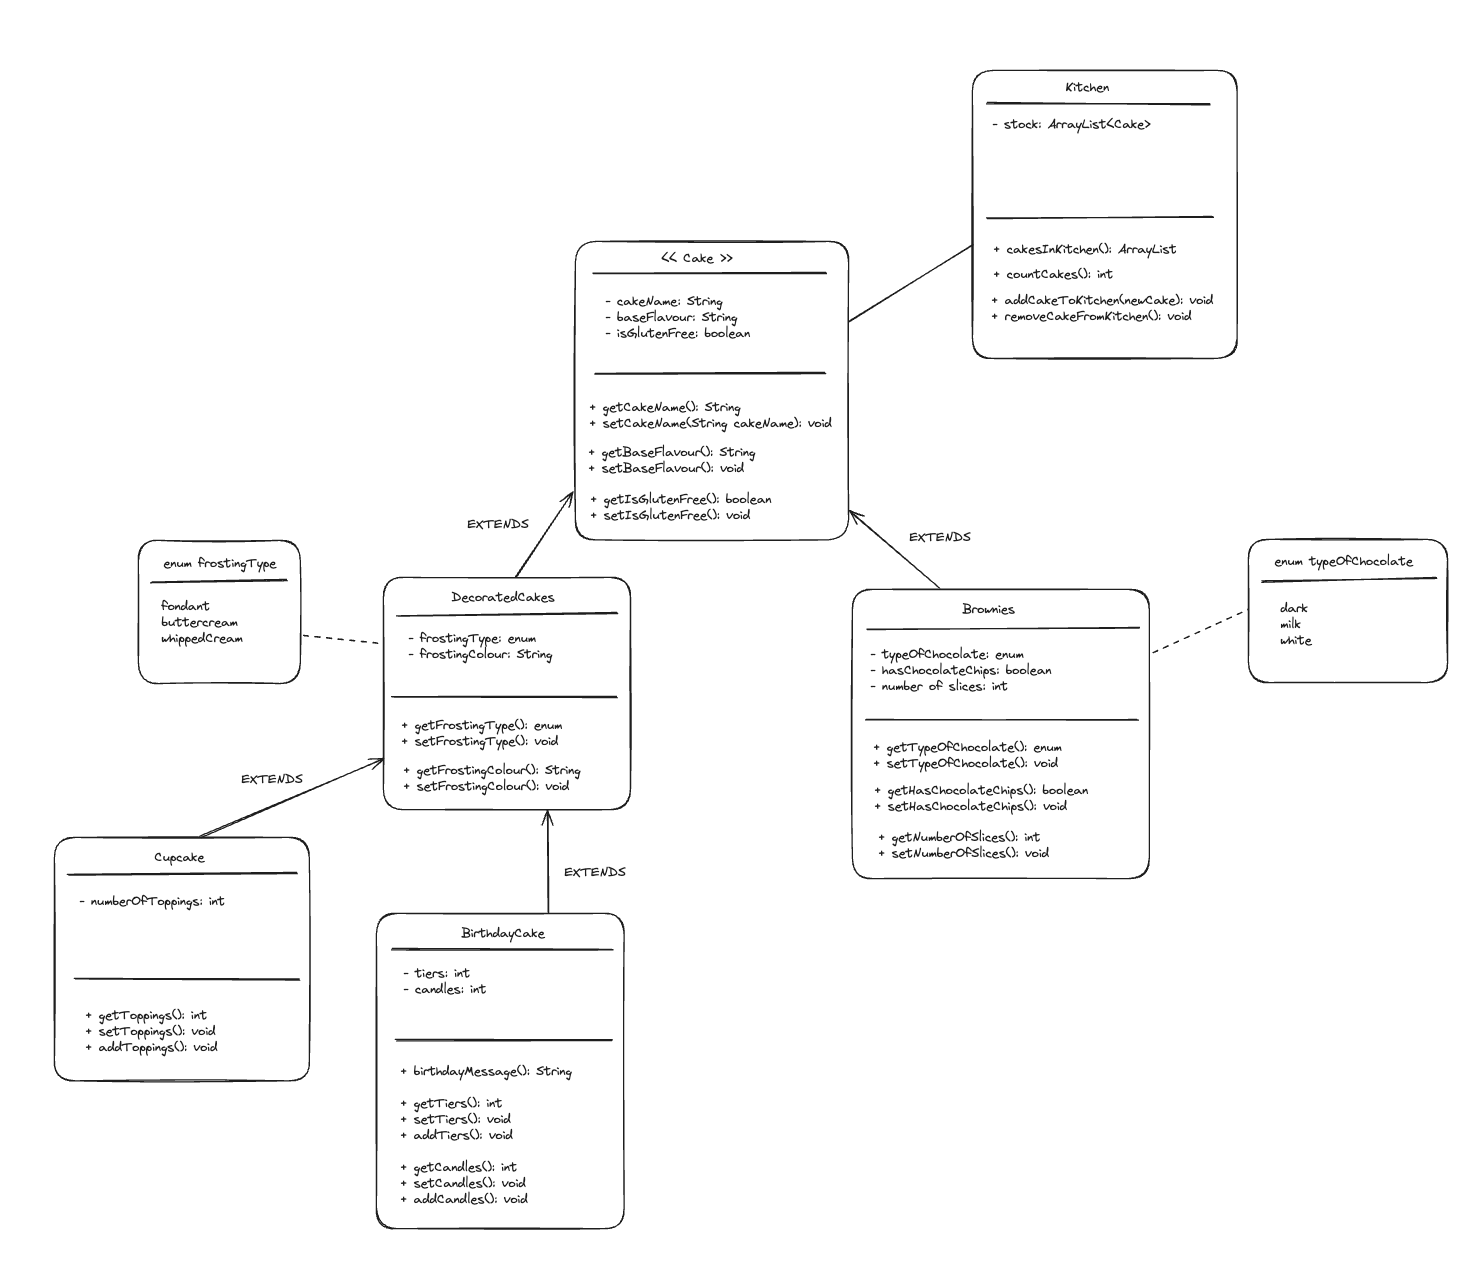 Kitchen
- stock: ArrayList<Cake>
+ cakesInKitchen(): ArrayList
+ countCakes(): int
+ addCakeToKitchen(newCake): void
+ removeCakeFromKitchen(): void
<< Cake >>
- cakeName: String
- baseFlavour: String
- isGlutenFree: boolean
+ getCakeName(): String
+ setCakeName(String cakeName): void
+ getBaseFlavour(): String
+ setBaseFlavour(): void
+ getIsGlutenFree(): boolean
+ setIsGlutenFree(): void
EXTENDS
EXTENDS
enum frostingType
fondant
buttercream
whippedCream
DecoratedCakes
- frostingType: enum
- frostingColour: String
+ getFrostingType(): enum
+ setFrostingType(): void
+ getFrostingColour(): String
+ setFrostingColour(): void
Brownies
- typeOfChocolate: enum
- hasChocolateChips: boolean
- number of slices: int
+ getTypeOfChocolate(): enum
+ setTypeOfChocolate(): void
+ getHasChocolateChips(): boolean
+ setHasChocolateChips(): void
+ getNumberOfSlices(): int
+ setNumberOfSlices(): void
enum typeOfChocolate
dark
milk
white
EXTENDS
EXTENDS
Cupcake
- numberOfToppings: int
+ getToppings(): int
+ setToppings(): void
+ addToppings(): void
BirthdayCake
- tiers: int
- candles: int
+ birthdayMessage(): String
+ getTiers(): int
+ setTiers(): void
+ addTiers(): void
+ getCandles(): int
+ setCandles(): void
+ addCandles(): void